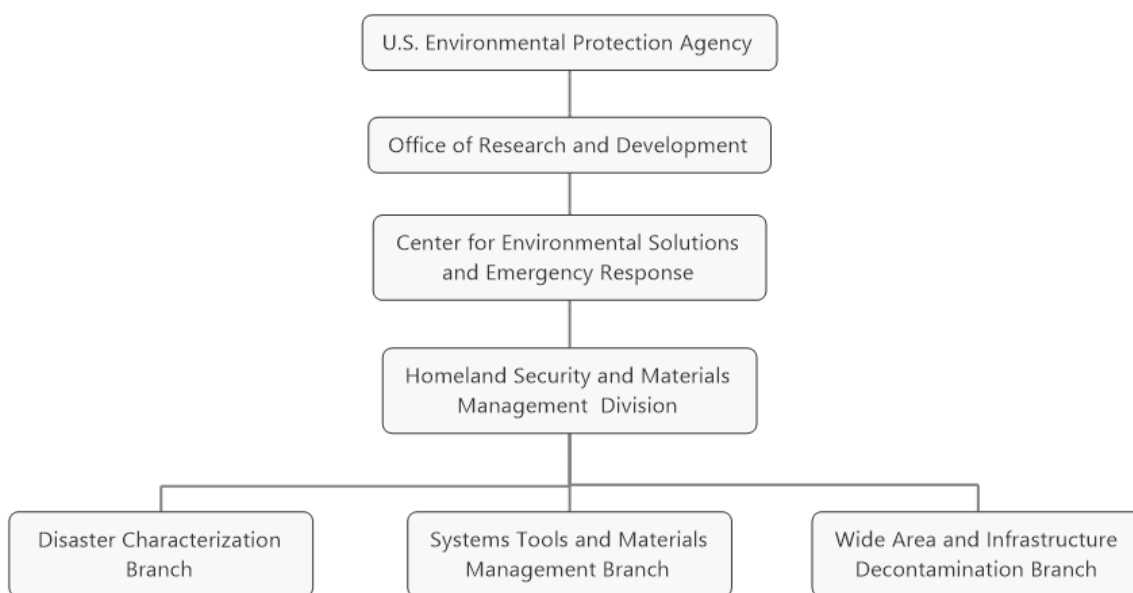 U.S. Environmental Protection Agency
Office of Research and Development
Center for Environmental Solutions
and Emergency Response
Homeland Security and Materials
Management Division
Disaster Characterization
Branch
Systems Tools and Materials
Management Branch
Wide Area and Infrastructure
Decontamination Branch